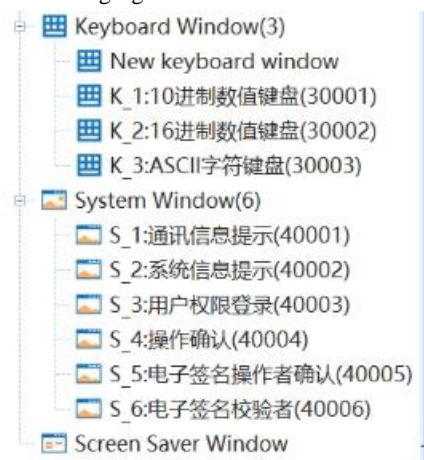 Keyboard Window(3)
New keyboard window
K_1:10进制数值键盘(30001)
K_2:16进制数值键盘(30002)
K_3:ASCII字符键盘(30003)
System Window(6)
S_1:通讯信息提示(40001)
S_2:系统信息提示(40002)
S_3:用户权限登录(40003)
S_4:操作确认(40004)
S_5:电子签名操作者确认(40005)
S_6:电子签名校验者(40006)
Screen Saver Window